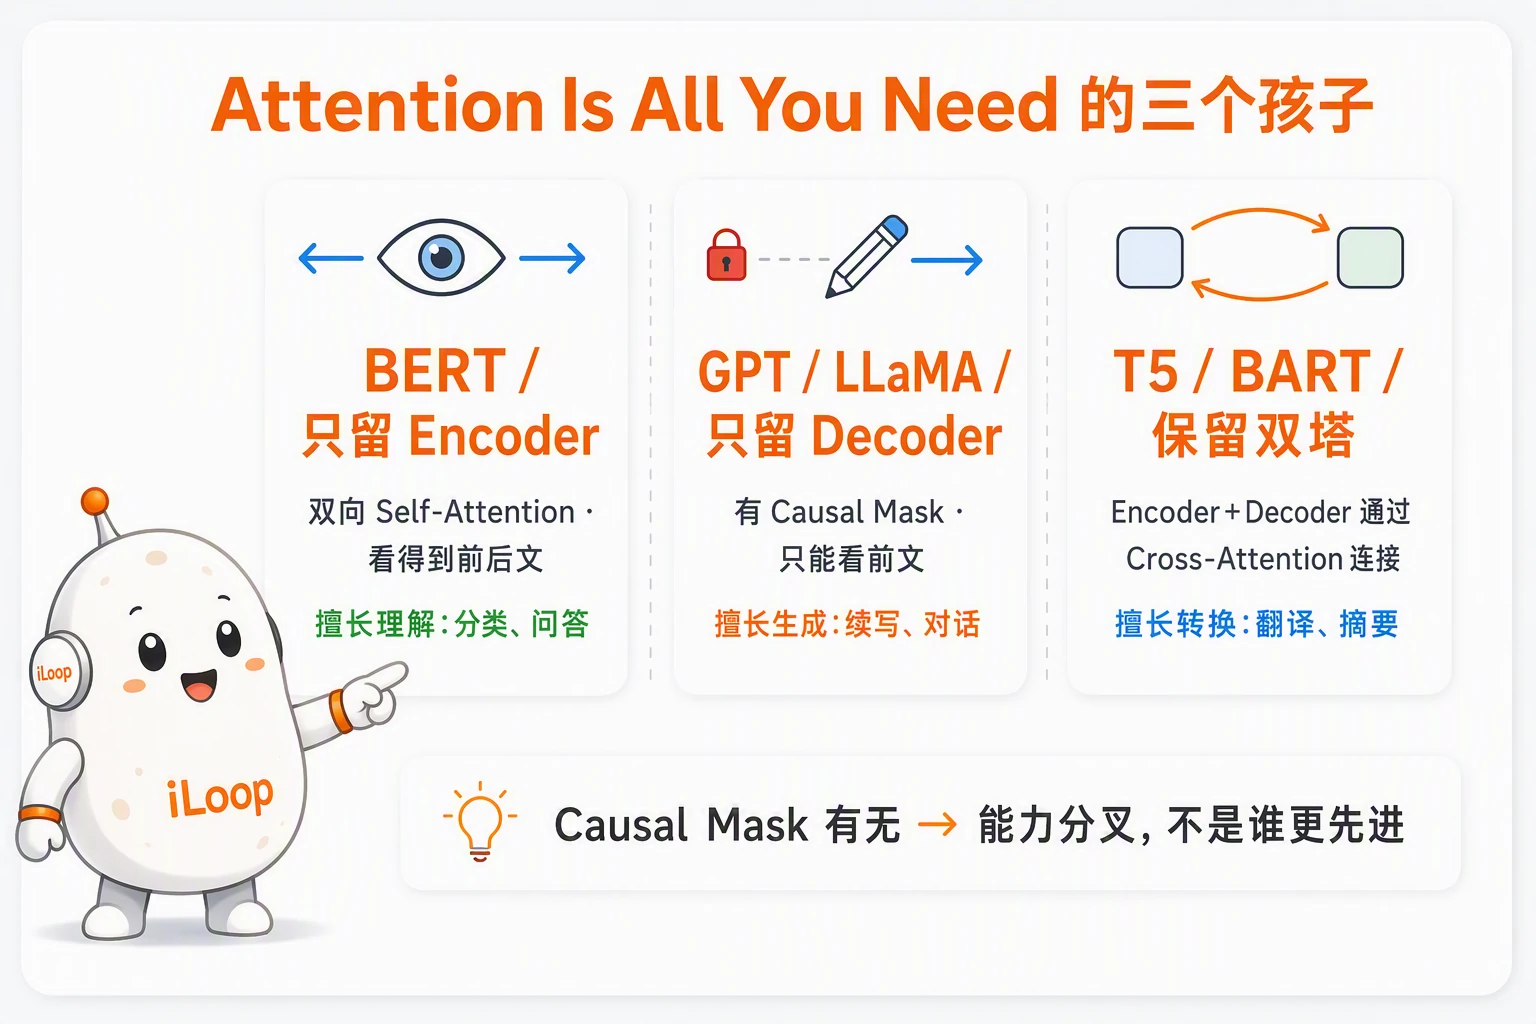 Attention Is All You Need 的三个孩子
BERT /
只留 Encoder
双向 Self-Attention ·
看得到前后文
擅长理解：分类、问答
GPT / LLaMA /
只留 Decoder
有 Causal Mask ·
只能看前文
擅长生成：续写、对话
T5 / BART /
保留双塔
Encoder+Decoder 通过
Cross-Attention 连接
擅长转换：翻译、摘要
iLoop
iLoop
Causal Mask 有无 → 能力分叉，不是谁更先进